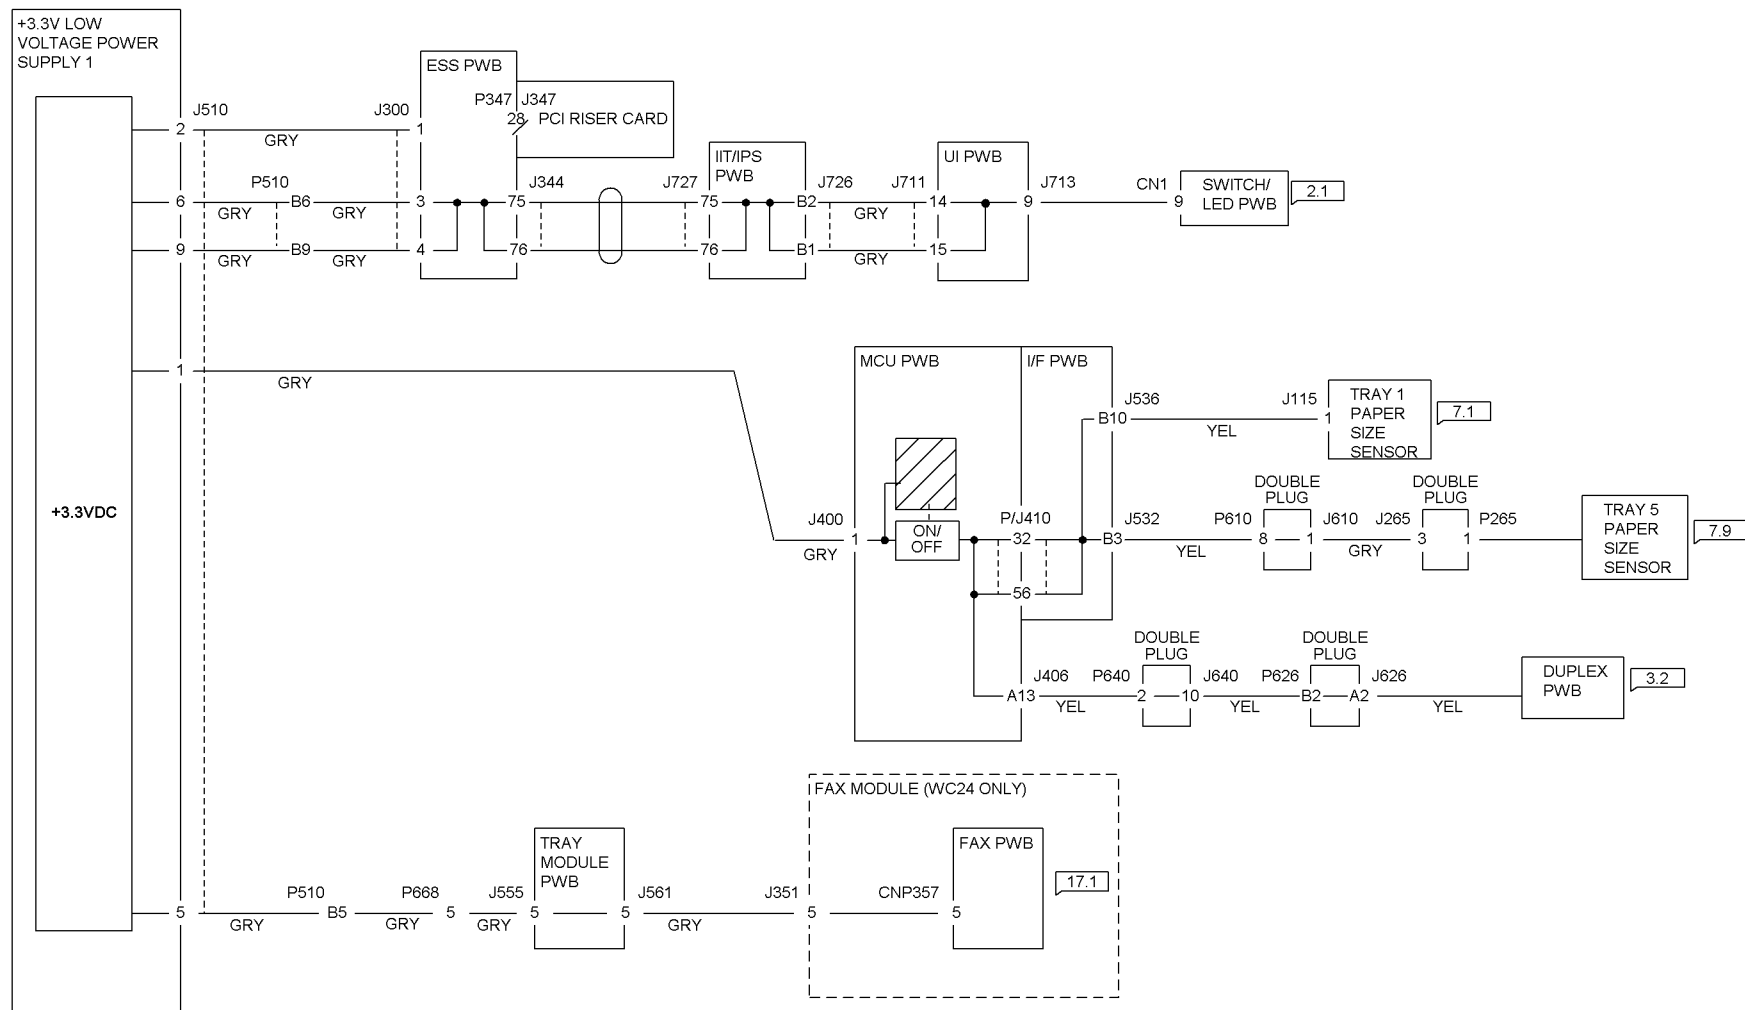 +3.3V LOW
VOLTAGE POWER
SUPPLY 1
+3.3VDC
J510
J300
2
GRY
1
ESS PWB
P347 J347
28 PCI RISER CARD
6
P510
GRY
B6
GRY
3
75
J344
J727
75
IIT/IPS
PWB
B2
J726
GRY
J711
14
UI PWB
9
J713
CN1
9
SWITCH/
LED PWB
2.1
9
GRY
B9
GRY
4
76
76
B1
GRY
15
1
GRY
MCU PWB
I/F PWB
B10
J536
YEL
J115
1
TRAY 1
PAPER
SIZE
SENSOR
7.1
J400
GRY
1
ON/
OFF
P/J410
32
56
B3
J532
YEL
P610
DOUBLE
PLUG
8
1
J610
GRY
J265
DOUBLE
PLUG
3
1
P265
TRAY 5
PAPER
SIZE
SENSOR
7.9
A13
J406
YEL
P640
DOUBLE
PLUG
2
10
J640
YEL
P626
DOUBLE
PLUG
B2
A2
J626
YEL
DUPLEX
PWB
3.2
FAX MODULE (WC24 ONLY)
5
GRY
P510
B5
GRY
P668
5
GRY
J555
5
TRAY
MODULE
PWB
5
J561
GRY
J351
5
CNP357
5
FAX PWB
17.1